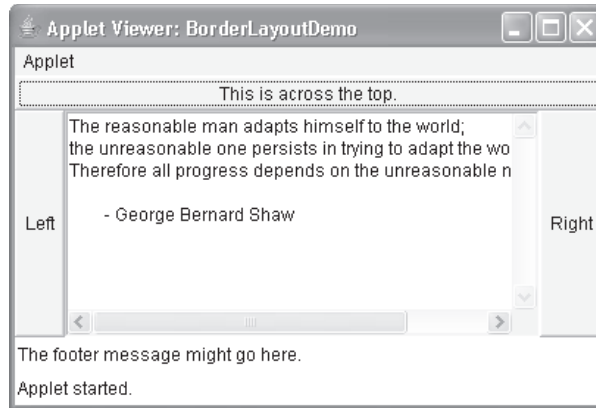 Applet Viewer: BorderLayoutDemo
Applet
This is across the top.
Left
The reasonable man adapts himself to the world;
the unreasonable one persists in trying to adapt the wo
Therefore all progress depends on the unreasonable n
- George Bernard Shaw
Right
The footer message might go here.
Applet started.